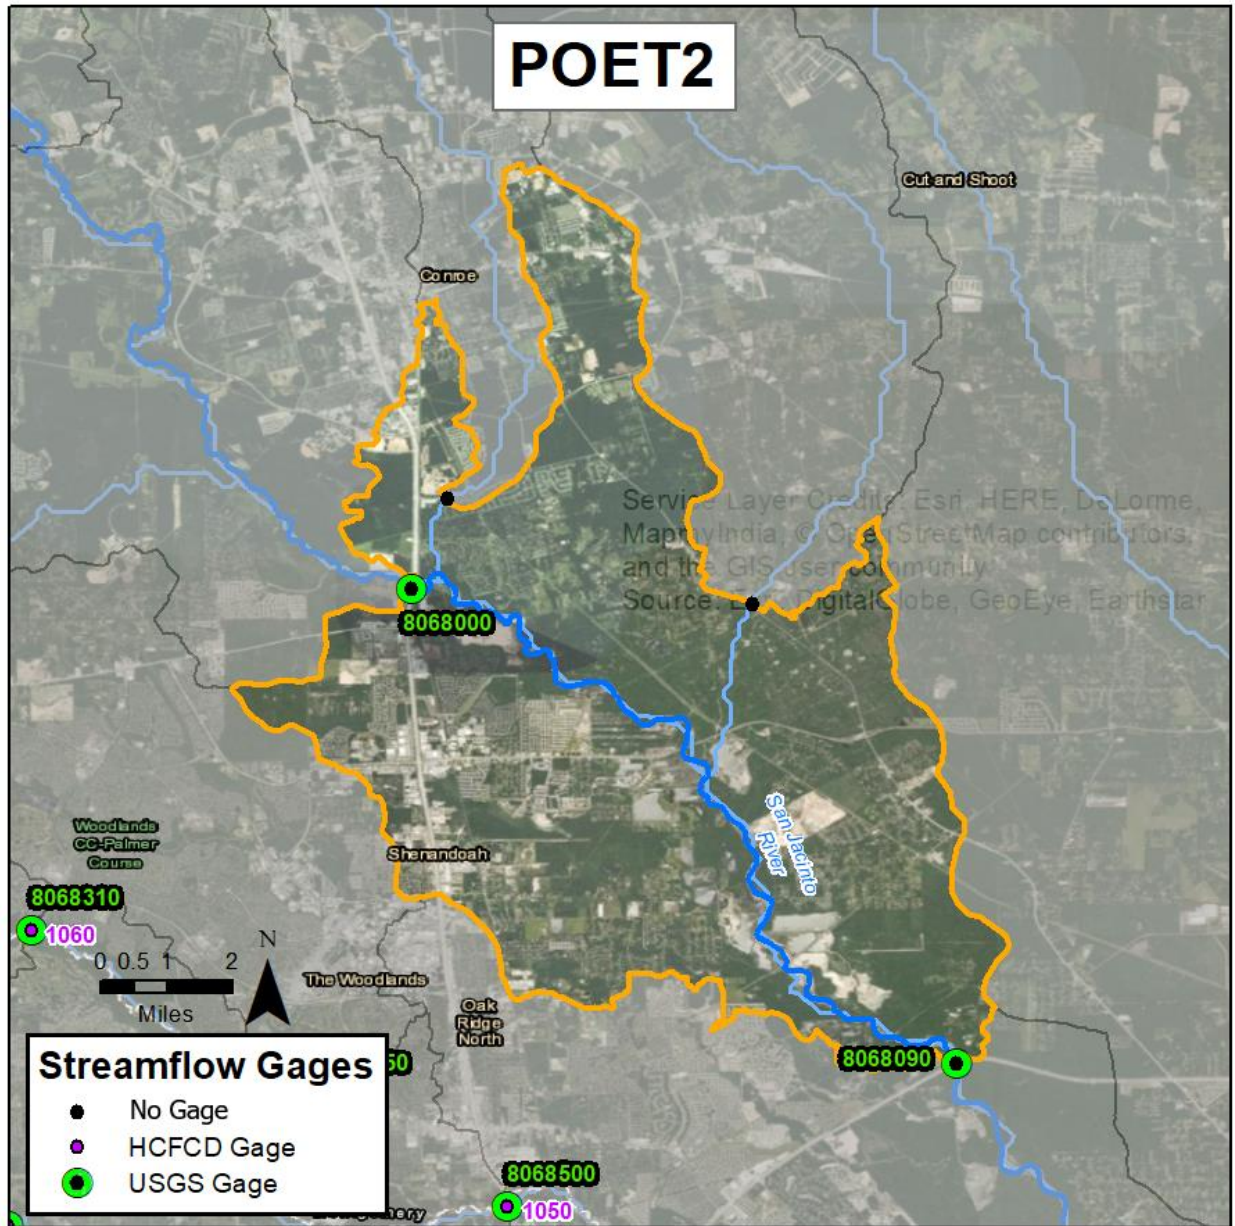 POET2
Cut and Shoot
Conroe
Service Layer Credits: Esri, HERE, DeLorme,
MapmyIndia, © OpenStreetMap contributors,
and the GIS user community
Source: Esri, DigitalGlobe, GeoEye, Earthstar
8068000
San Jacinto
River
Woodlands
CC-Palmer
Course
Shenandoah
8068310
1060
N
0 0.5 1 2
Miles
The Woodlands
Oak
Ridge
North
8068090
50
Streamflow Gages
No Gage
HCFCD Gage
USGS Gage
8068500
1050